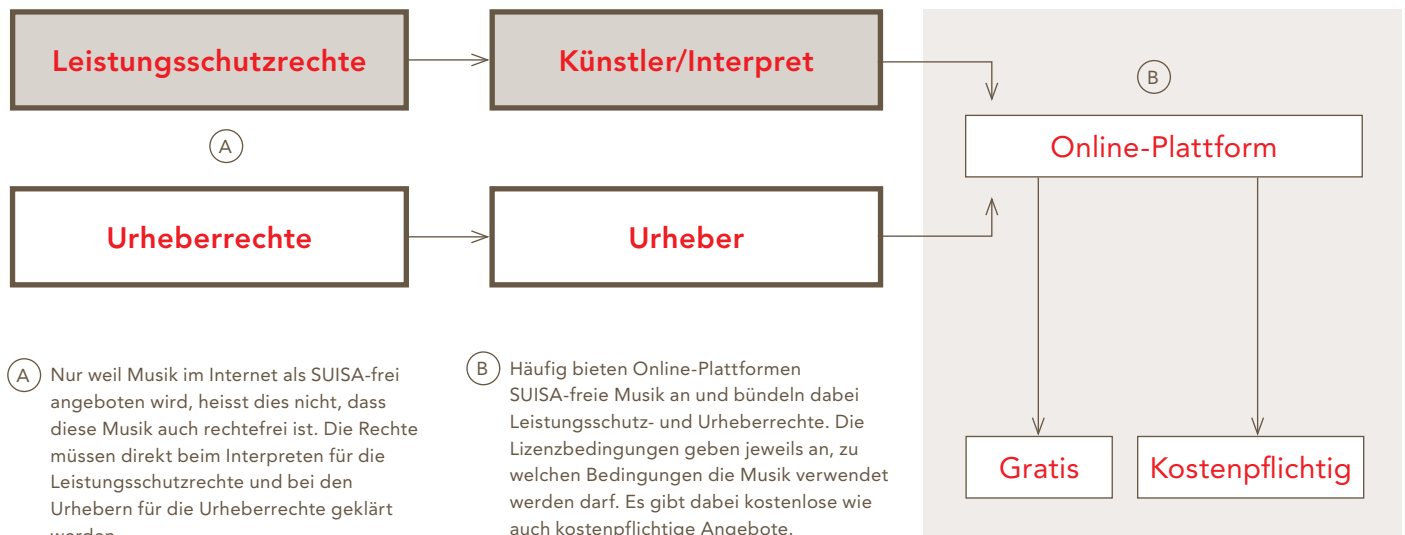 Leistungsschutzrechte
Künstler/Interpret
B
Online-Plattform
A
Urheberrechte
Urheber
Gratis
Kostenpflichtig
A
Nur weil Musik im Internet als SUISA-frei
angeboten wird, heisst dies nicht, dass
diese Musik auch rechtefrei ist. Die Rechte
müssen direkt beim Interpreten für die
Leistungsschutzrechte und bei den
Urhebern für die Urheberrechte geklärt
werden.
B
Häufig bieten Online-Plattformen
SUISA-freie Musik an und bündeln dabei
Leistungsschutz- und Urheberrechte. Die
Lizenzbedingungen geben jeweils an, zu
welchen Bedingungen die Musik verwendet
werden darf. Es gibt dabei kostenlose wie
auch kostenpflichtige Angebote.